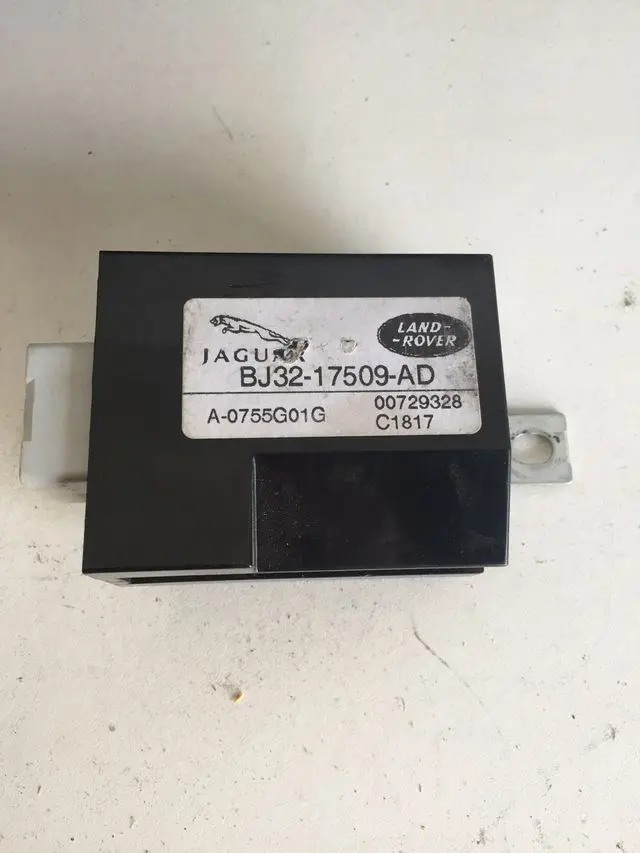 JAGUAR
LAND-
-ROVER
BJ32-17509-AD
A-0755G01G
00729328
C1817